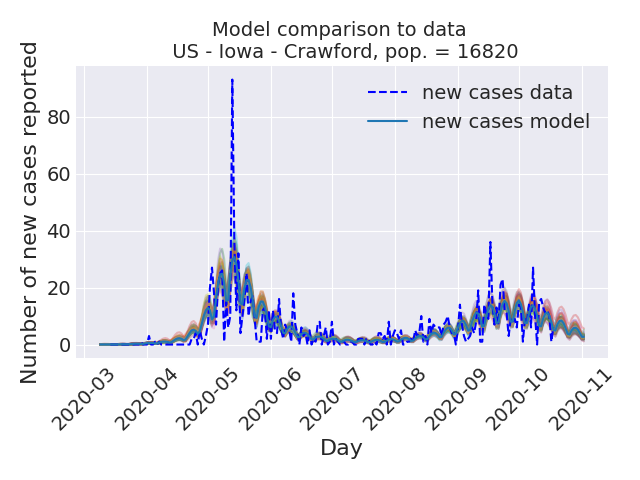 Model comparison to data
US - Iowa - Crawford, pop. = 16820
Number of new cases reported
80
60
40
20
0
new cases data
new cases model
2020-03
2020-04
2020-05
2020-06
2020-07
2020-08
2020-09
2020-10
2020-11
Day